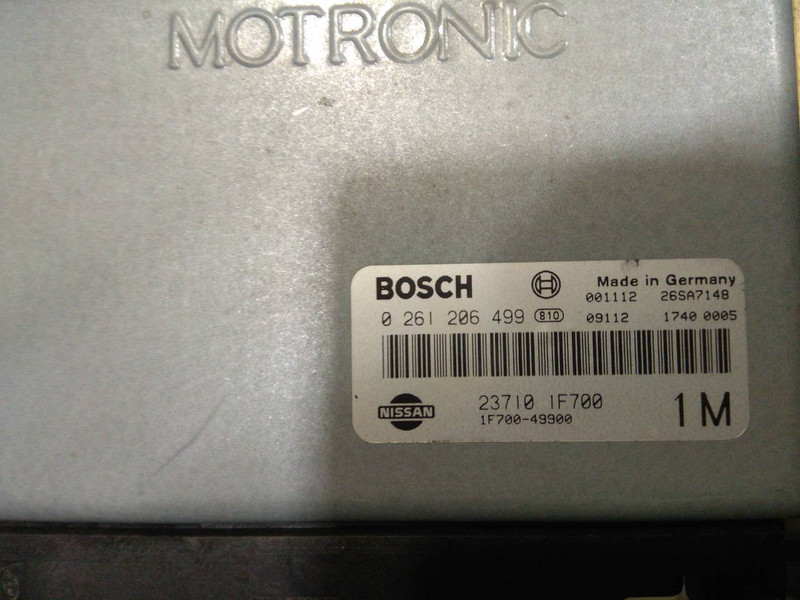 MOTRONIC
BOSCH Made in Germany
001112 26SA7148
0 261 206 499 B10 09112 1740 0005
NISSAN 23710 1F700 1M
1F700-49900